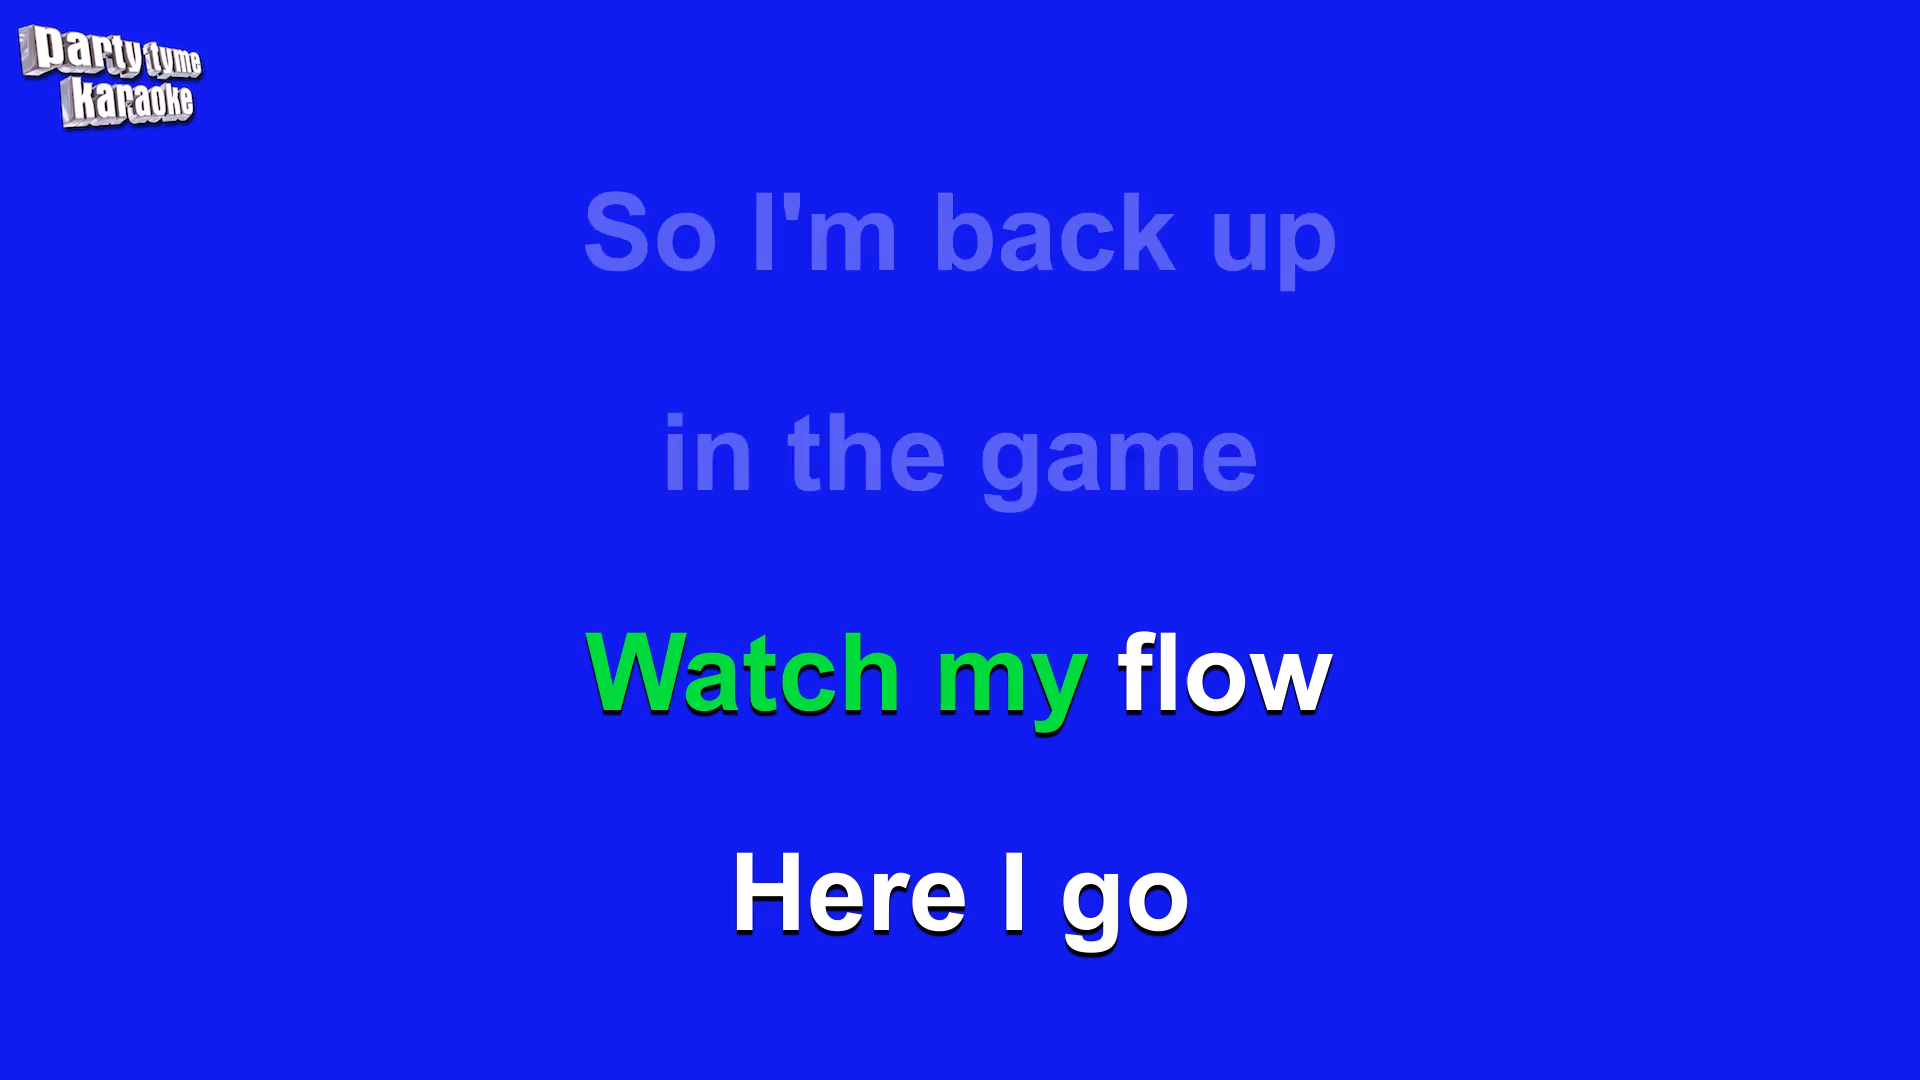 party tyme
karaoke
So I'm back up
in the game
Watch my flow
Here I go